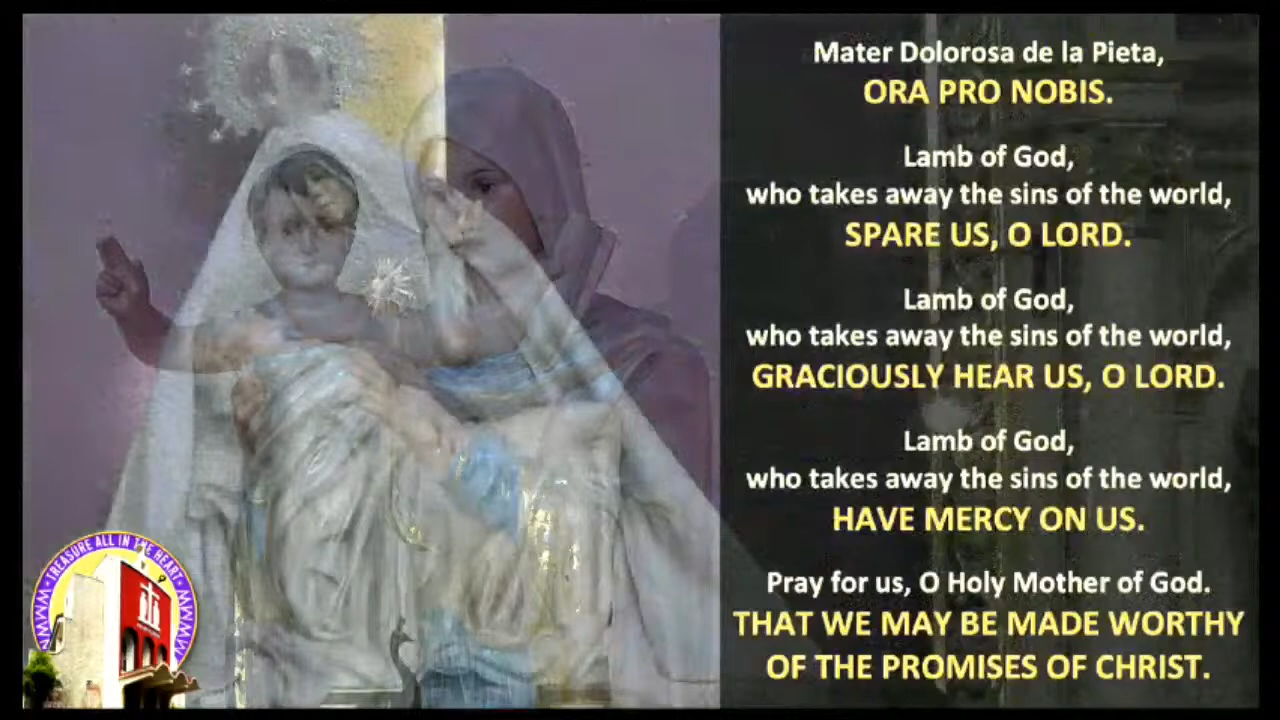 Mater Dolorosa de la Pieta,
ORA PRO NOBIS.
Lamb of God,
who takes away the sins of the world,
SPARE US, O LORD.
Lamb of God,
who takes away the sins of the world,
GRACIOUSLY HEAR US, O LORD.
Lamb of God,
who takes away the sins of the world,
HAVE MERCY ON US.
Pray for us, O Holy Mother of God.
THAT WE MAY BE MADE WORTHY
OF THE PROMISES OF CHRIST.
TREASURE ALL IN THE HEART